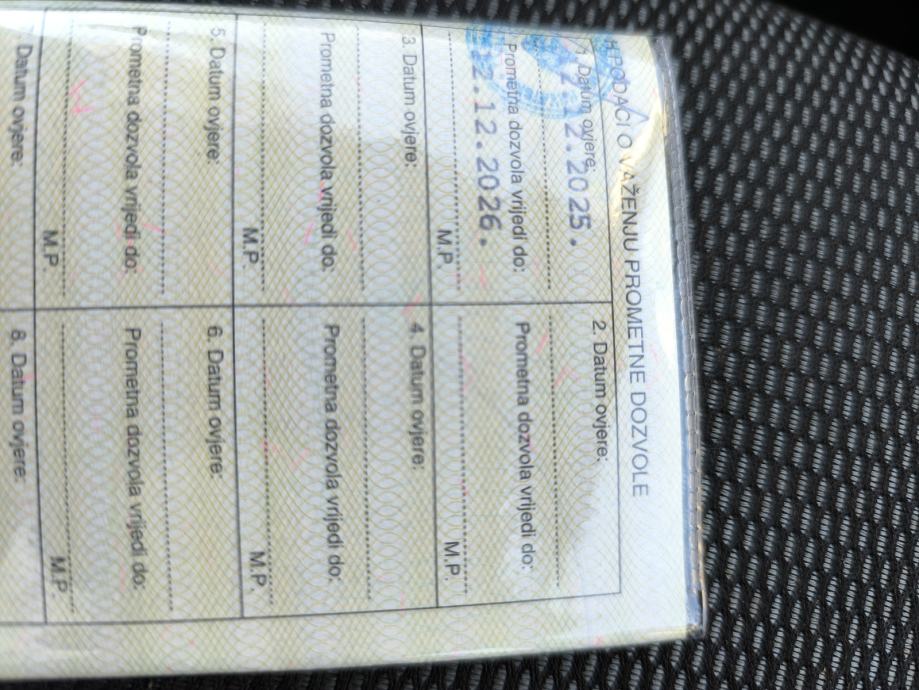 H PODACI O VAŽENJU PROMETNE DOZVOLE
1. Datum ovjere:
2.12.2025.
Prometna dozvola vrijedi do:
2.12.2026.
M.P.
2. Datum ovjere:
Prometna dozvola vrijedi do:
M.P.
3. Datum ovjere:
Prometna dozvola vrijedi do:
M.P.
4. Datum ovjere:
Prometna dozvola vrijedi do:
M.P.
5. Datum ovjere:
Prometna dozvola vrijedi do:
M.P.
6. Datum ovjere:
Prometna dozvola vrijedi do:
M.P.
Datum ovjere:
8. Datum ovjere: